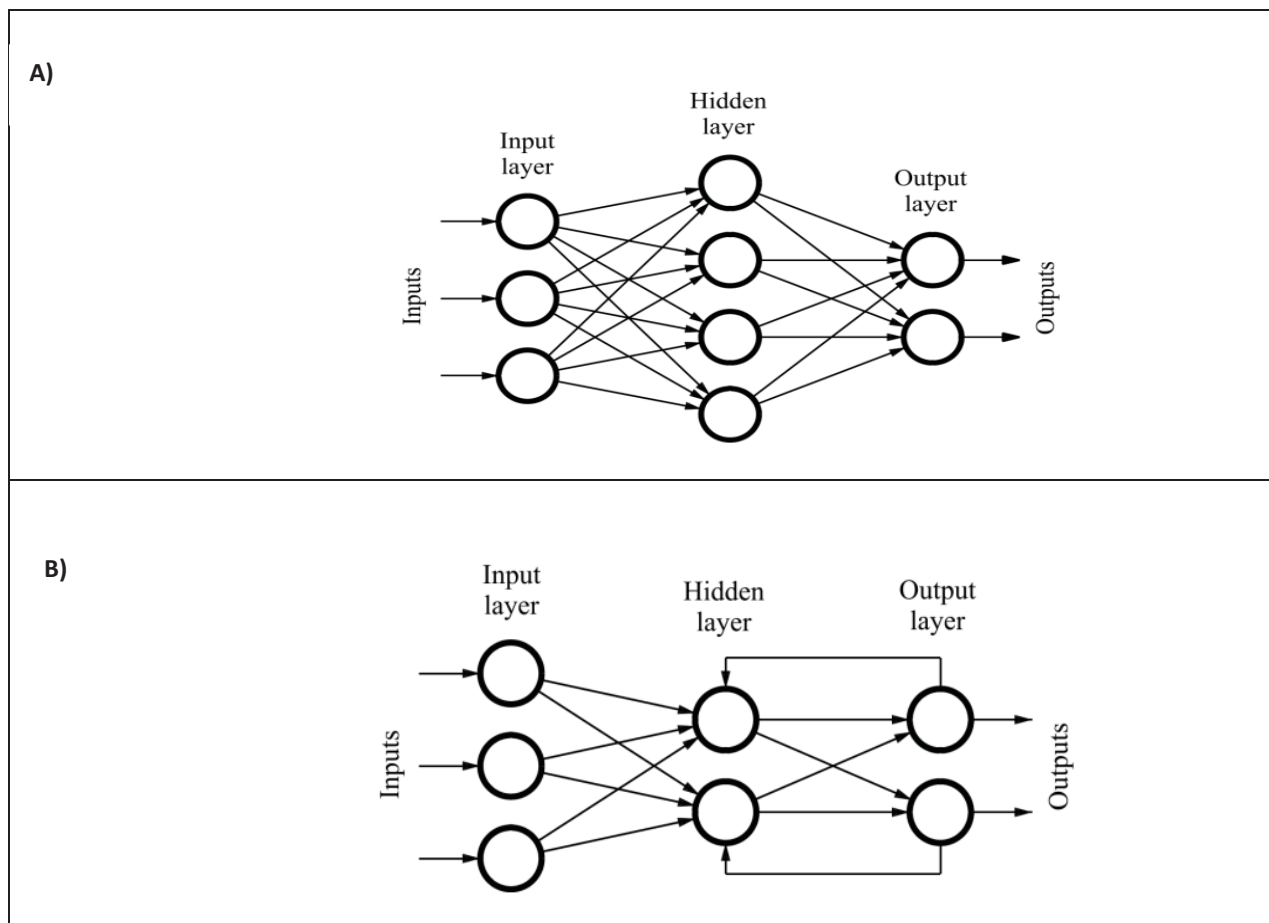 A)
Hidden
layer
Input
layer
Output
layer
Inputs
Outputs
B)
Input
layer
Hidden
layer
Output
layer
Inputs
Outputs